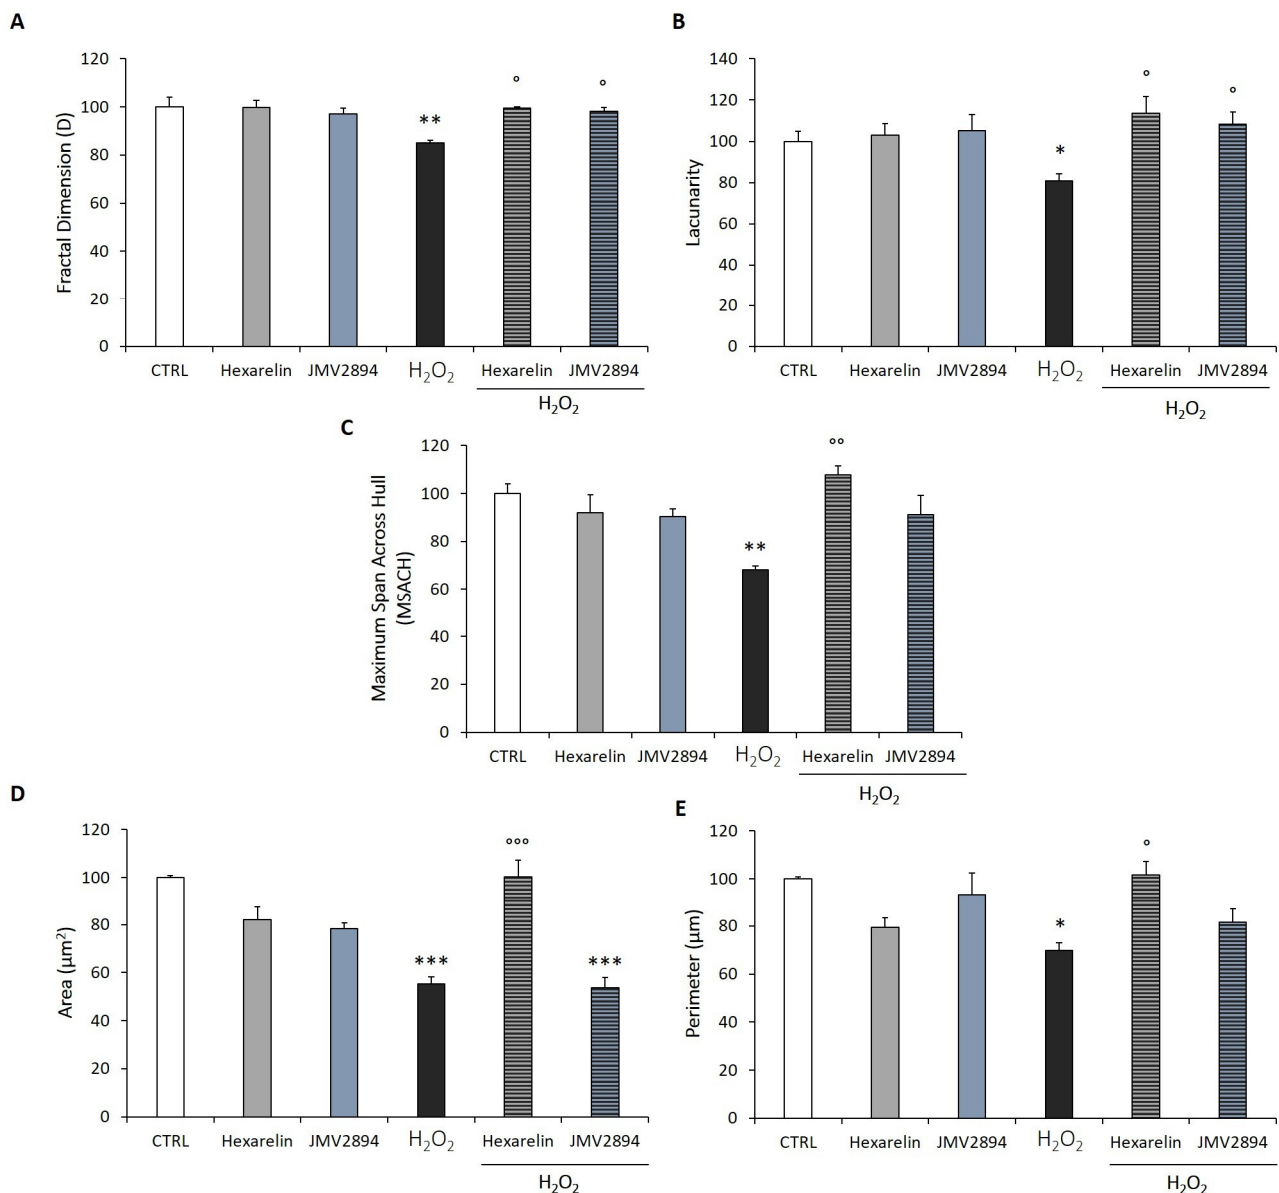 A
120
100
80
60
40
20
0
Fractal Dimension (D)
**
°
°
CTRL Hexarelin JMV2894 H₂O₂ Hexarelin JMV2894
H₂O₂
B
140
120
100
80
60
40
20
0
Lacunarity
*
°
°
CTRL Hexarelin JMV2894 H₂O₂ Hexarelin JMV2894
H₂O₂
C
120
100
80
60
40
20
0
Maximum Span Across Hull
(MSACH)
**
°°
CTRL Hexarelin JMV2894 H₂O₂ Hexarelin JMV2894
H₂O₂
D
120
100
80
60
40
20
0
Area (µm²)
***
°°°
***
CTRL Hexarelin JMV2894 H₂O₂ Hexarelin JMV2894
H₂O₂
E
120
100
80
60
40
20
0
Perimeter (µm)
*
°
CTRL Hexarelin JMV2894 H₂O₂ Hexarelin JMV2894
H₂O₂